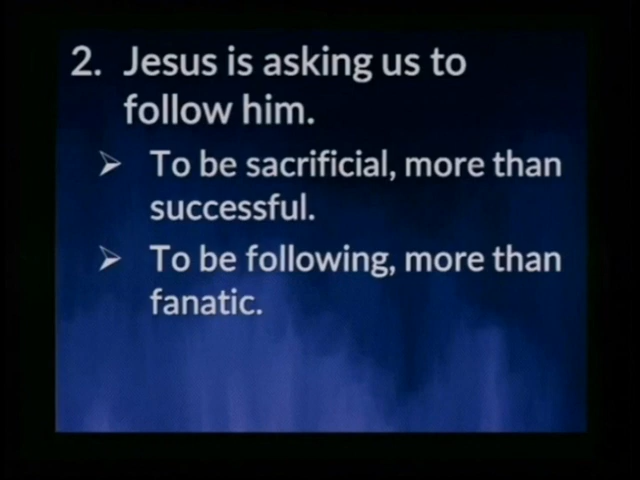 2. Jesus is asking us to
follow him.
➢ To be sacrificial, more than
successful.
➢ To be following, more than
fanatic.